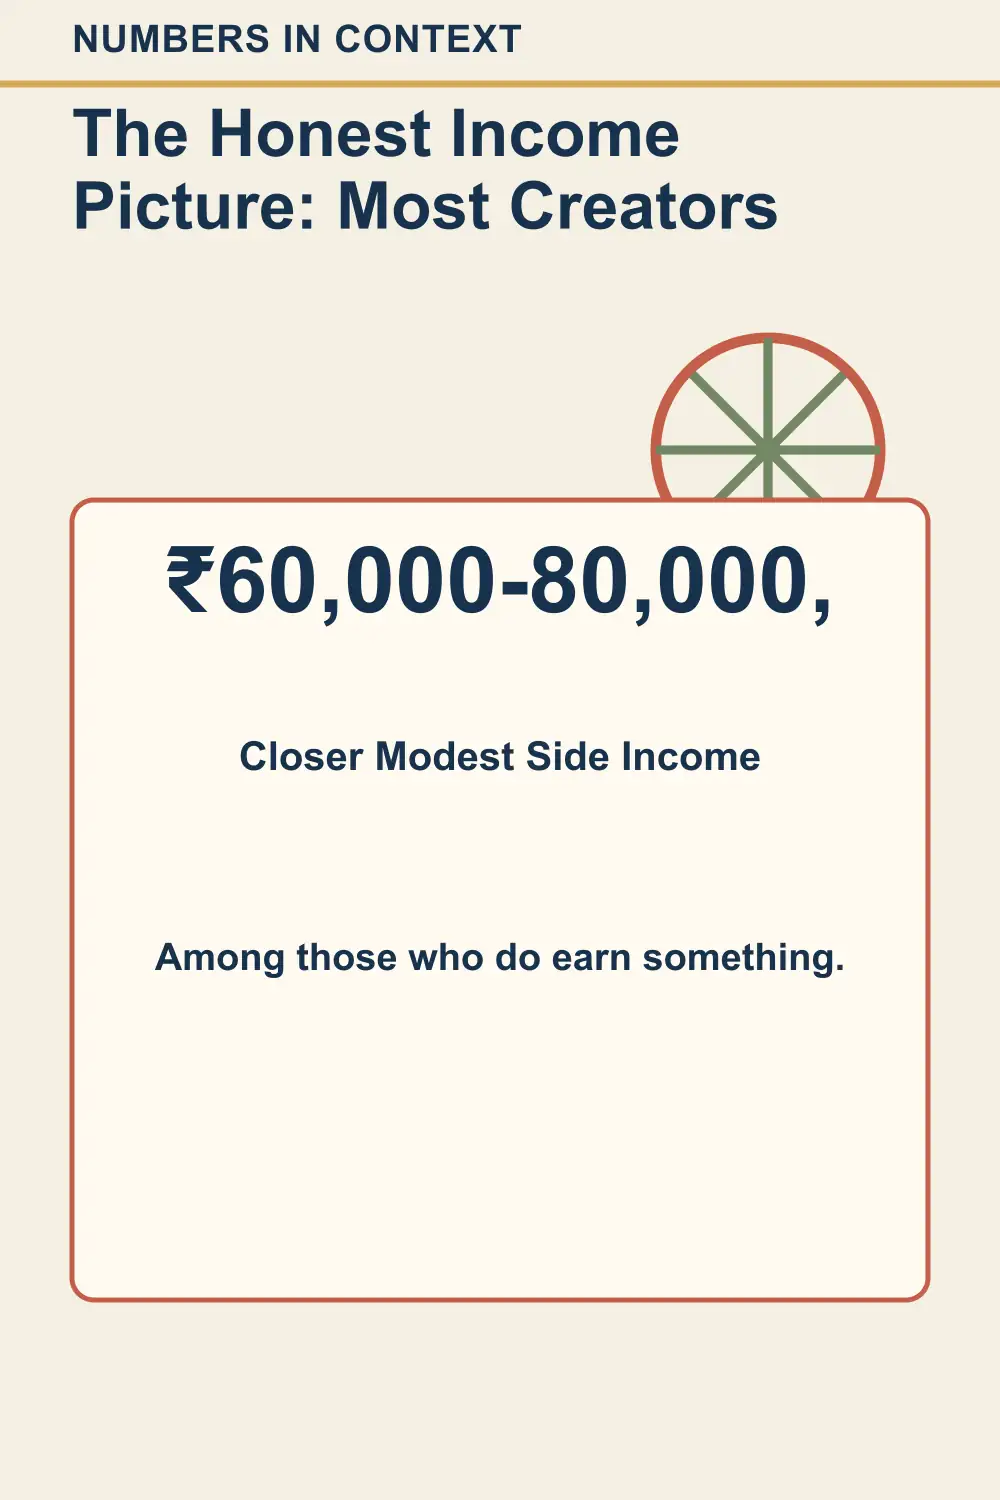 NUMBERS IN CONTEXT
The Honest Income
Picture: Most Creators
₹60,000-80,000,
Closer Modest Side Income
Among those who do earn something.